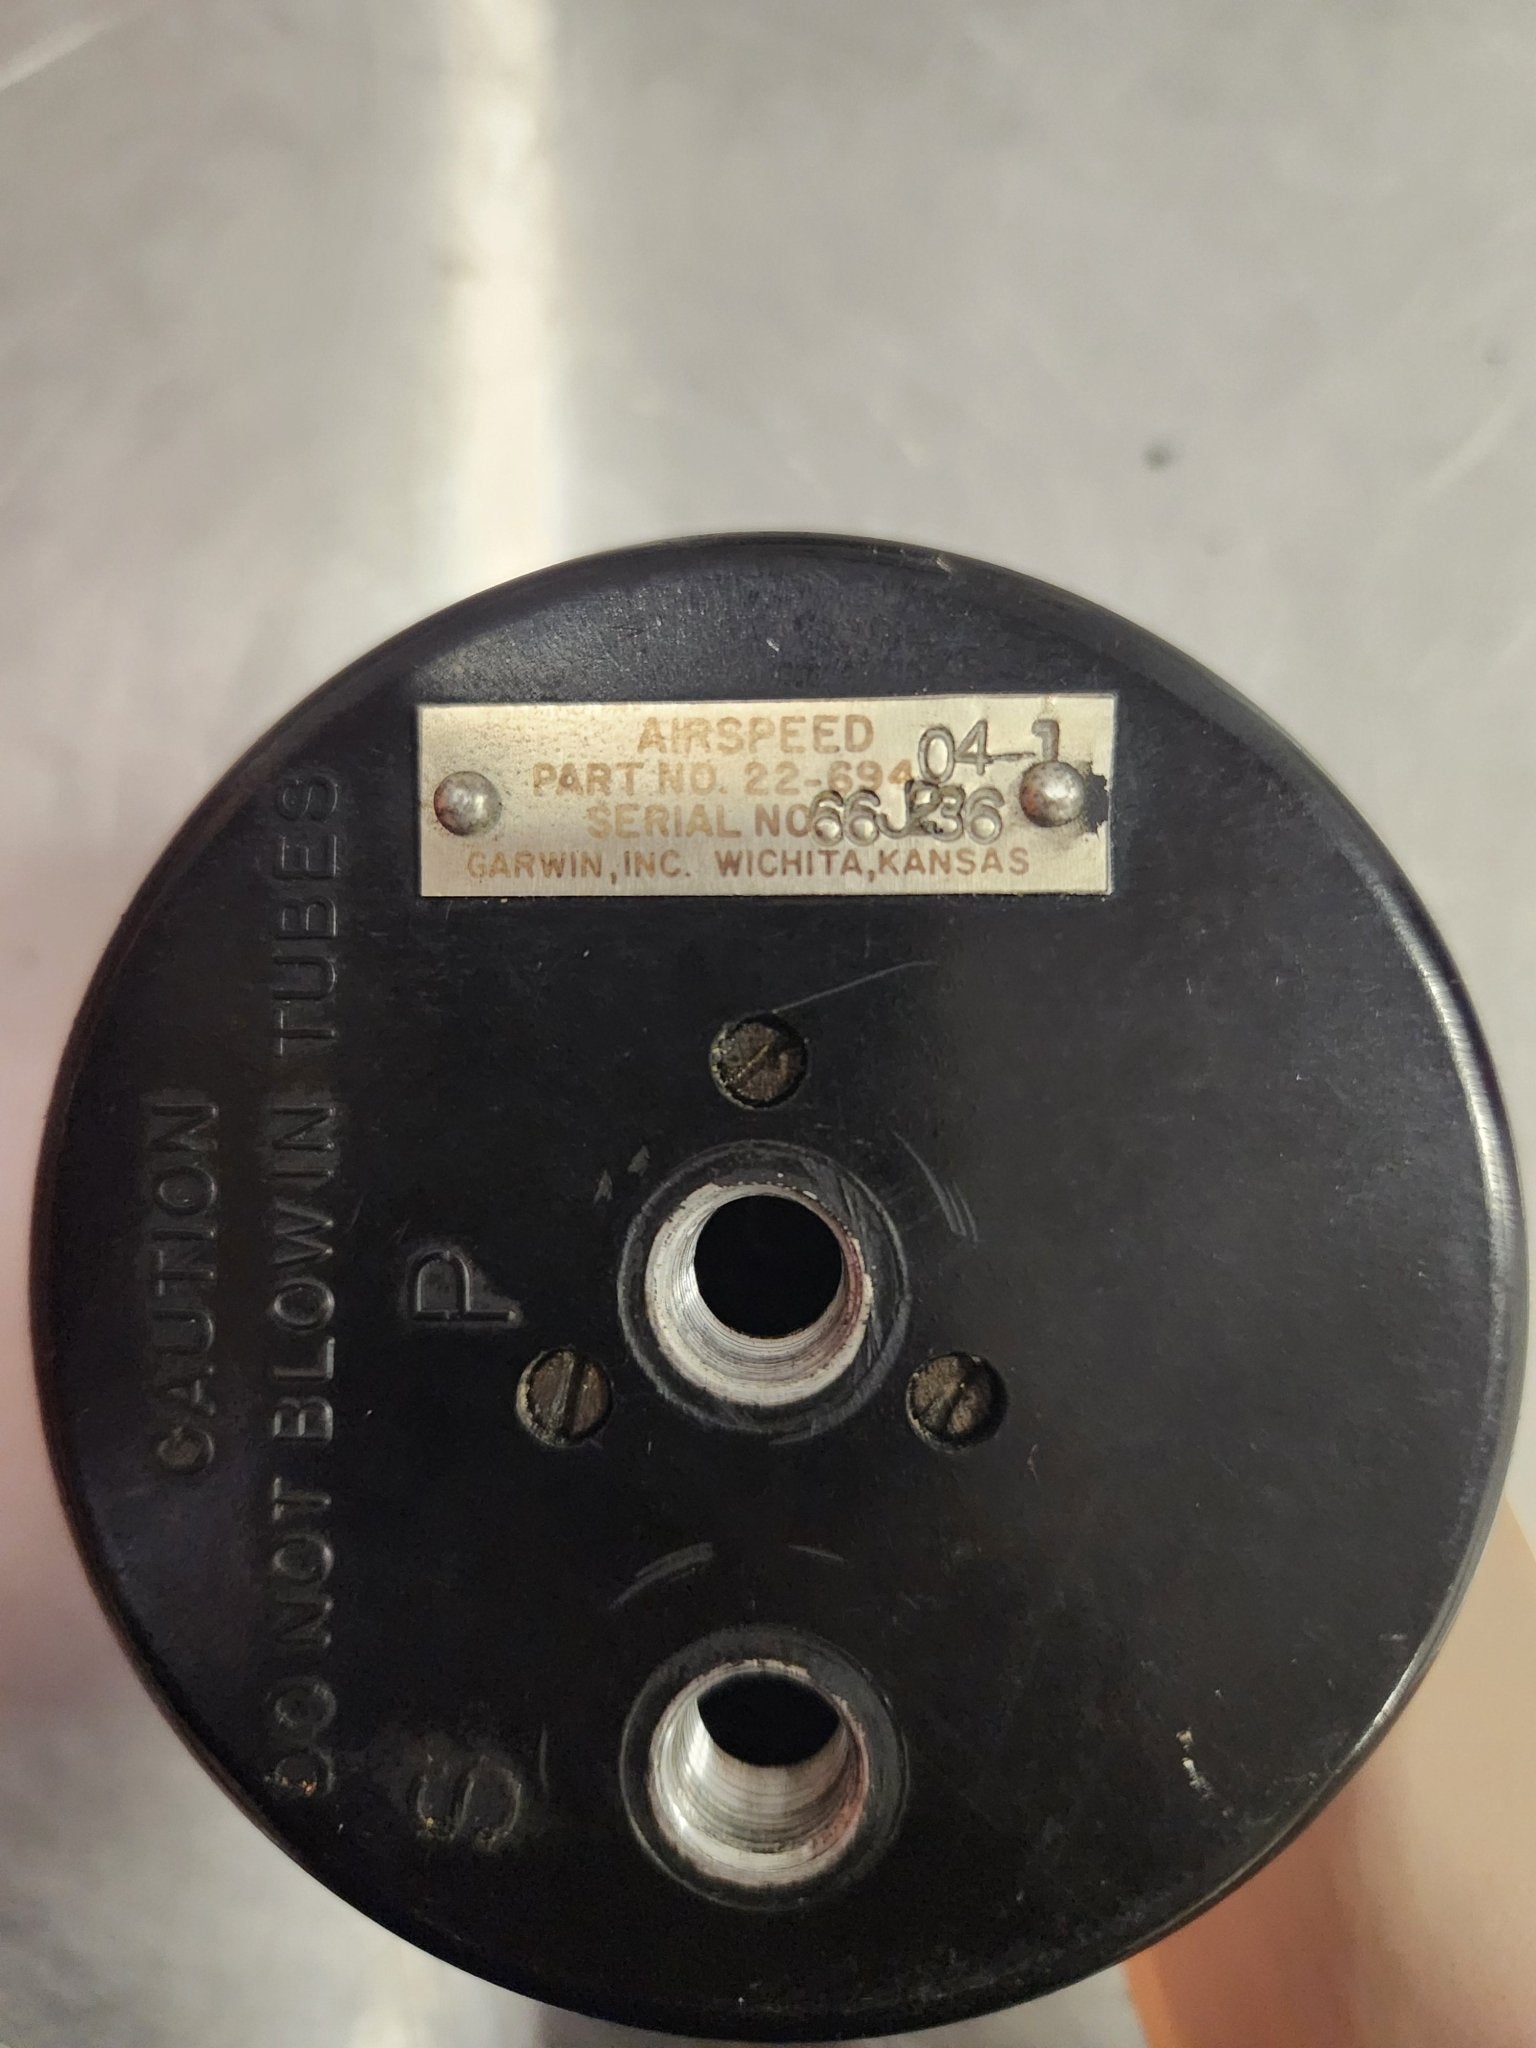 AIRSPEED
PART NO. 22-694 04-1
SERIAL NO. 66J236
GARWIN, INC. WICHITA, KANSAS
CAUTION
DO NOT BLOW IN TUBES
P
S